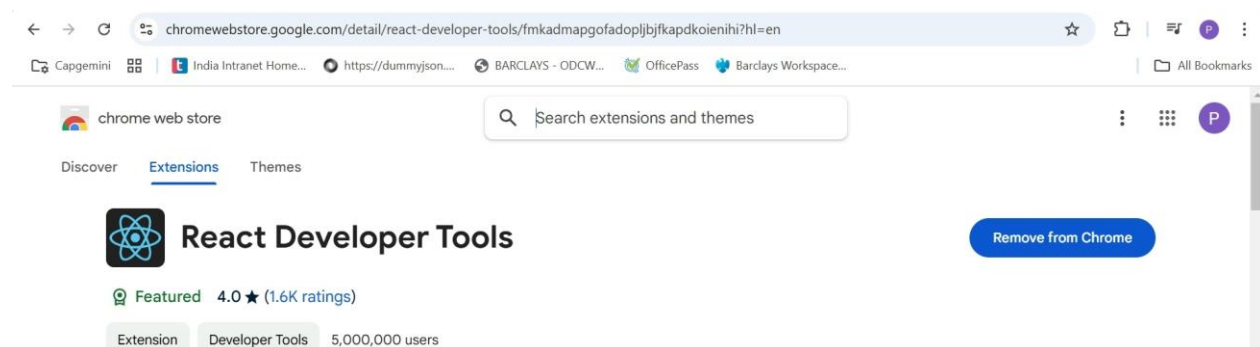 chromewebstore.google.com/detail/react-developer-tools/fmkadmapgofadopljbjfkapdkoienihi?hl=en P
Capgemini India Intranet Home... https://dummyjson.... BARCLAYS - ODCW... OfficePass Barclays Workspace... All Bookmarks
chrome web store Search extensions and themes P
Discover Extensions Themes
React Developer Tools Remove from Chrome
Featured 4.0 ★ (1.6K ratings)
Extension Developer Tools 5,000,000 users